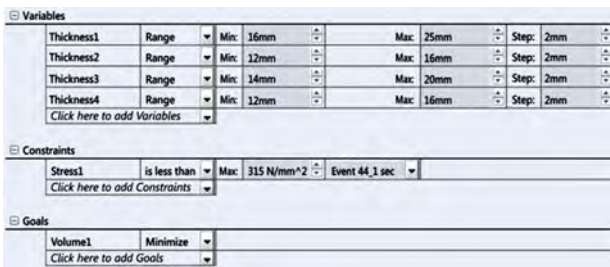 Variables
Thickness1 Range Min: 16mm Max: 25mm Step: 2mm
Thickness2 Range Min: 12mm Max: 16mm Step: 2mm
Thickness3 Range Min: 14mm Max: 20mm Step: 2mm
Thickness4 Range Min: 12mm Max: 16mm Step: 2mm
Click here to add Variables
Constraints
Stress1 is less than Max: 315 N/mm^2 Event 44_1 sec
Click here to add Constraints
Goals
Volume1 Minimize
Click here to add Goals